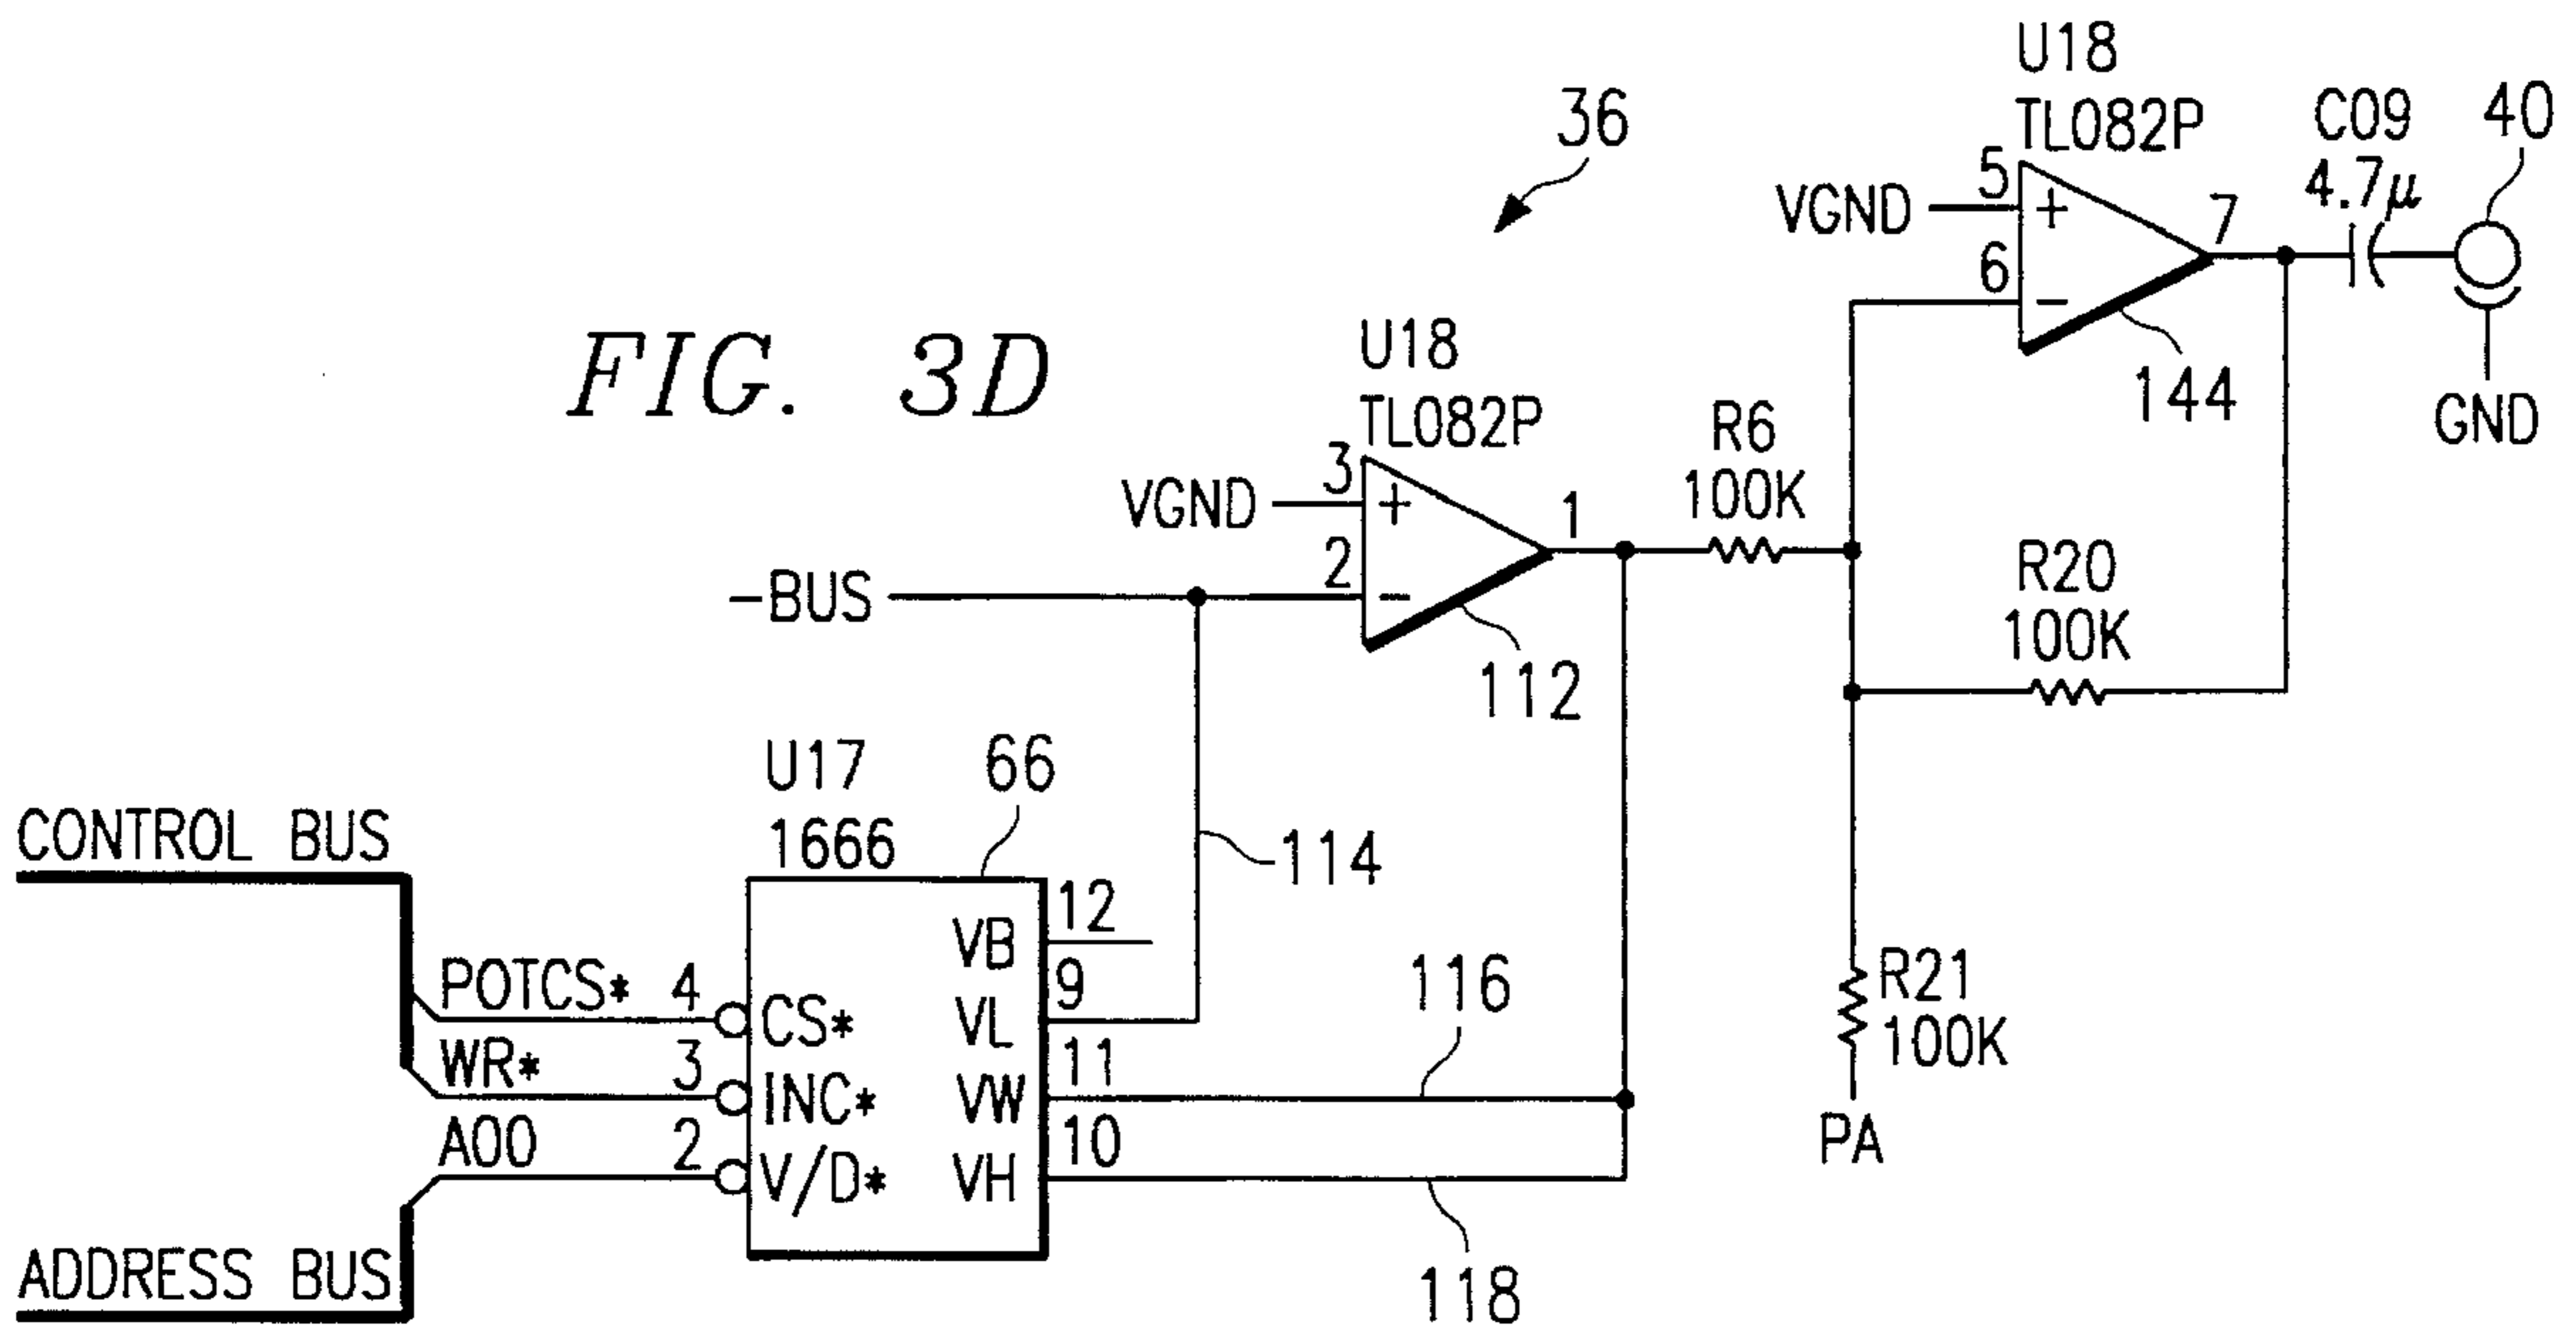 U18
TL082P
C09
4.7μ
40
36
VGND
5
+
6
−
7
144
GND
FIG. 3D
U18
TL082P
VGND
3
+
2
−
1
−BUS
112
R6
100K
R20
100K
U17
1666
66
114
CONTROL BUS
POTCS*
4
CS*
WR*
3
INC*
A00
2
V/D*
VB
12
VL
9
VW
11
VH
10
116
118
R21
100K
PA
ADDRESS BUS